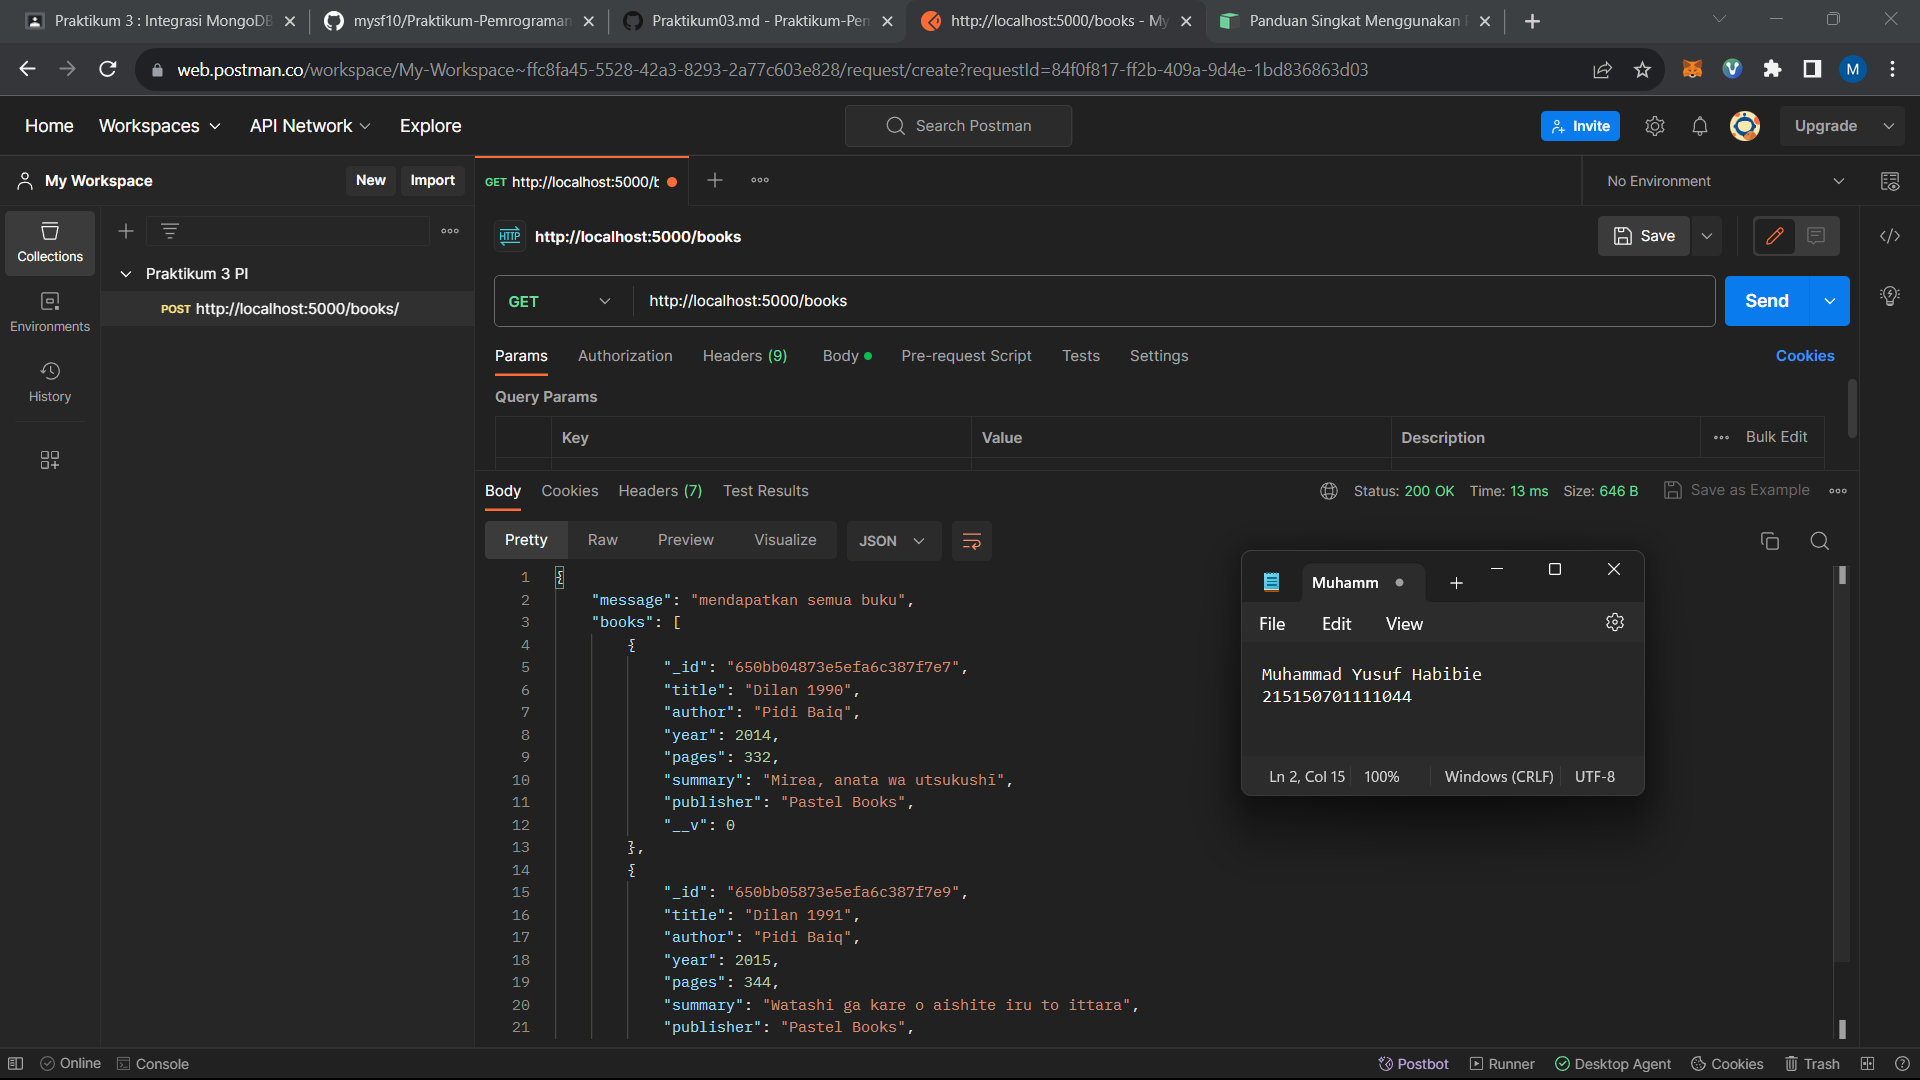 Praktikum 3 : Integrasi MongoDB
mysf10/Praktikum-Pemrograman
Praktikum03.md - Praktikum-Pem
http://localhost:5000/books - My
Panduan Singkat Menggunakan
web.postman.co/workspace/My-Workspace~ffc8fa45-5528-42a3-8293-2a77c603e828/request/create?requestId=84f0f817-ff2b-409a-9d4e-1bd836863d03
M
Home Workspaces API Network Explore
Search Postman
Invite
Upgrade
My Workspace
New Import
GET http://localhost:5000/b
No Environment
Collections
Environments
History
Praktikum 3 PI
POST http://localhost:5000/books/
HTTP http://localhost:5000/books
Save
GET http://localhost:5000/books
Send
Params Authorization Headers (9) Body Pre-request Script Tests Settings
Cookies
Query Params
Key Value Description Bulk Edit
Body Cookies Headers (7) Test Results
Status: 200 OK Time: 13 ms Size: 646 B Save as Example
Pretty Raw Preview Visualize JSON
1 {
2 "message": "mendapatkan semua buku",
3 "books": [
4 {
5 "_id": "650bb04873e5efa6c387f7e7",
6 "title": "Dilan 1990",
7 "author": "Pidi Baiq",
8 "year": 2014,
9 "pages": 332,
10 "summary": "Mirea, anata wa utsukushī",
11 "publisher": "Pastel Books",
12 "__v": 0
13 },
14 {
15 "_id": "650bb05873e5efa6c387f7e9",
16 "title": "Dilan 1991",
17 "author": "Pidi Baiq",
18 "year": 2015,
19 "pages": 344,
20 "summary": "Watashi ga kare o aishite iru to ittara",
21 "publisher": "Pastel Books",
Muhamm
File Edit View
Muhammad Yusuf Habibie
215150701111044
Ln 2, Col 15 100% Windows (CRLF) UTF-8
Online Console
Postbot Runner Desktop Agent Cookies Trash